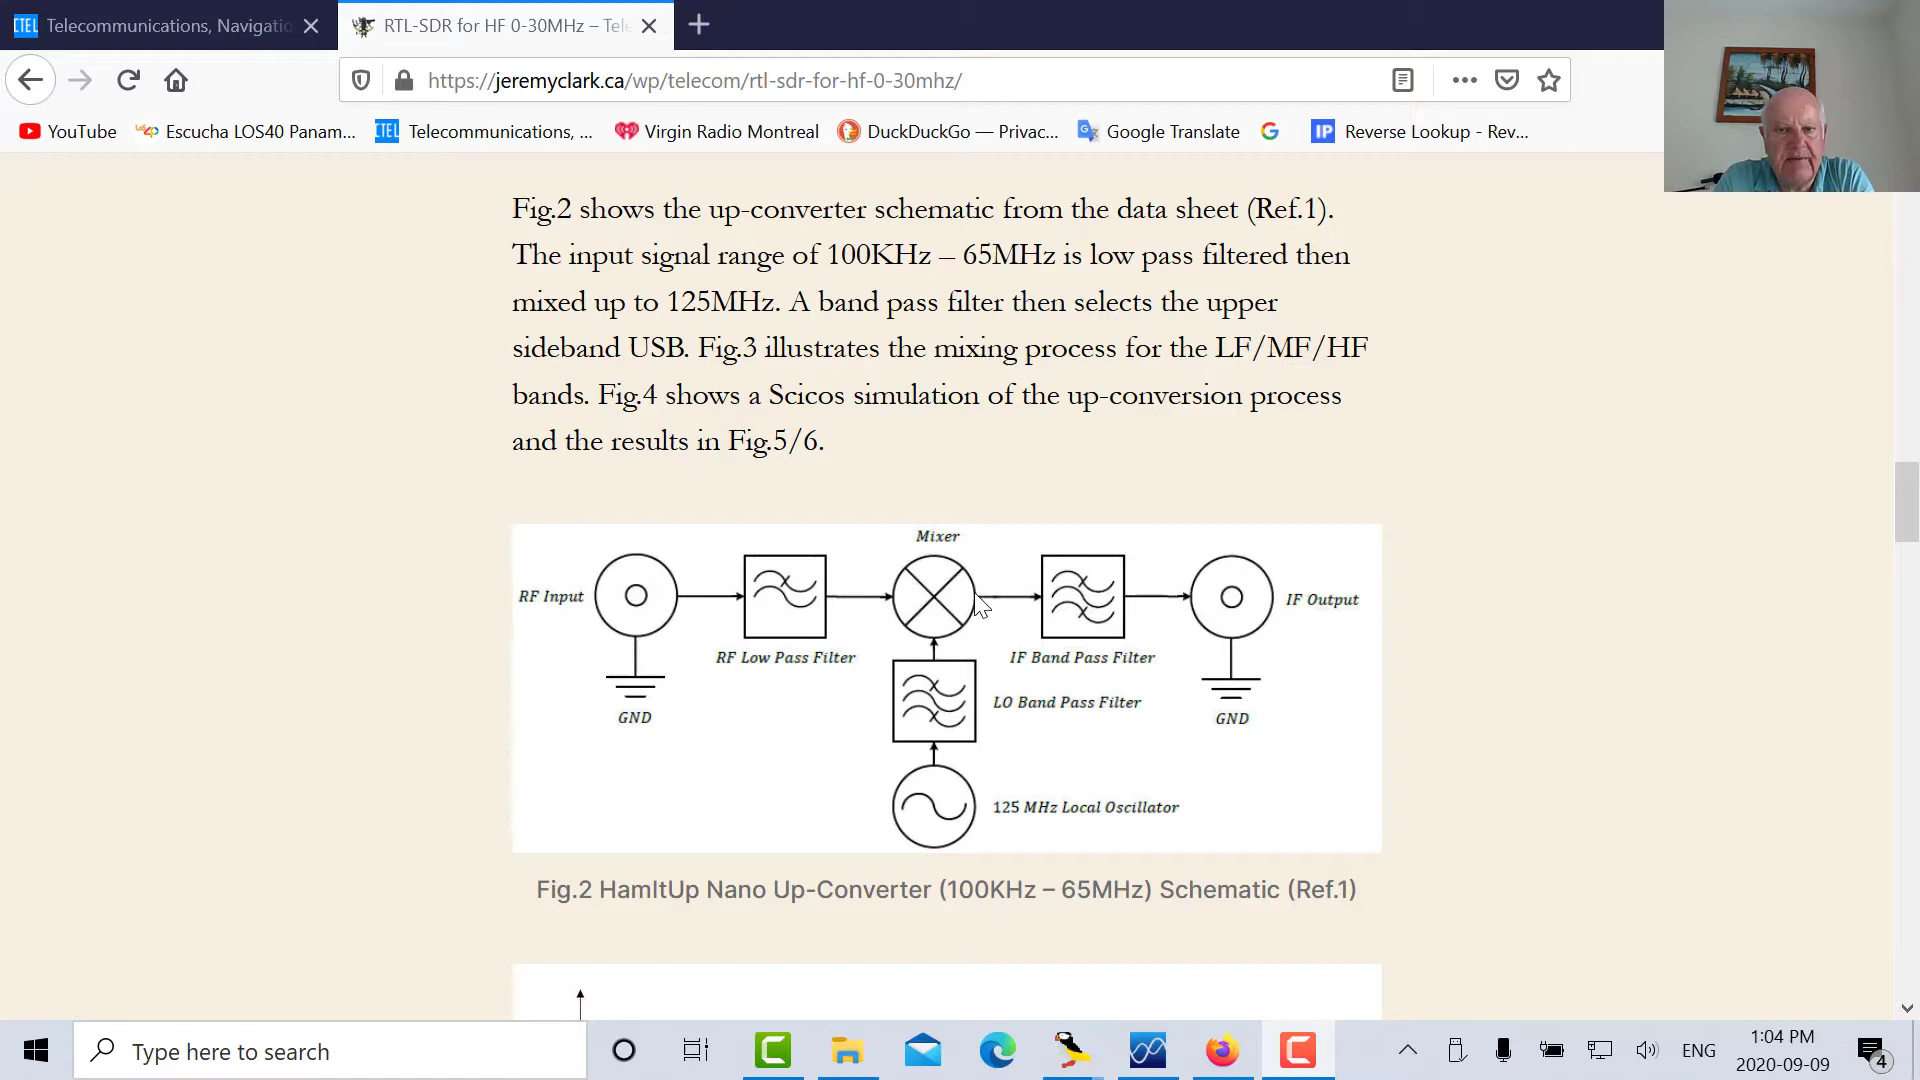 Telecommunications, Navigatio
RTL-SDR for HF 0-30MHz – Tele
https://jeremyclark.ca/wp/telecom/rtl-sdr-for-hf-0-30mhz/
YouTube
Escucha LOS40 Panam...
CTEL
Telecommunications, ...
Virgin Radio Montreal
DuckDuckGo — Privac...
Google Translate
G
IP
Reverse Lookup - Rev...
Fig.2 shows the up-converter schematic from the data sheet (Ref.1).
The input signal range of 100KHz – 65MHz is low pass filtered then
mixed up to 125MHz. A band pass filter then selects the upper
sideband USB. Fig.3 illustrates the mixing process for the LF/MF/HF
bands. Fig.4 shows a Scicos simulation of the up-conversion process
and the results in Fig.5/6.
Mixer
RF Input
IF Output
RF Low Pass Filter
IF Band Pass Filter
LO Band Pass Filter
GND
GND
125 MHz Local Oscillator
Fig.2 HamItUp Nano Up-Converter (100KHz – 65MHz) Schematic (Ref.1)
Type here to search
ENG
1:04 PM
2020-09-09
4